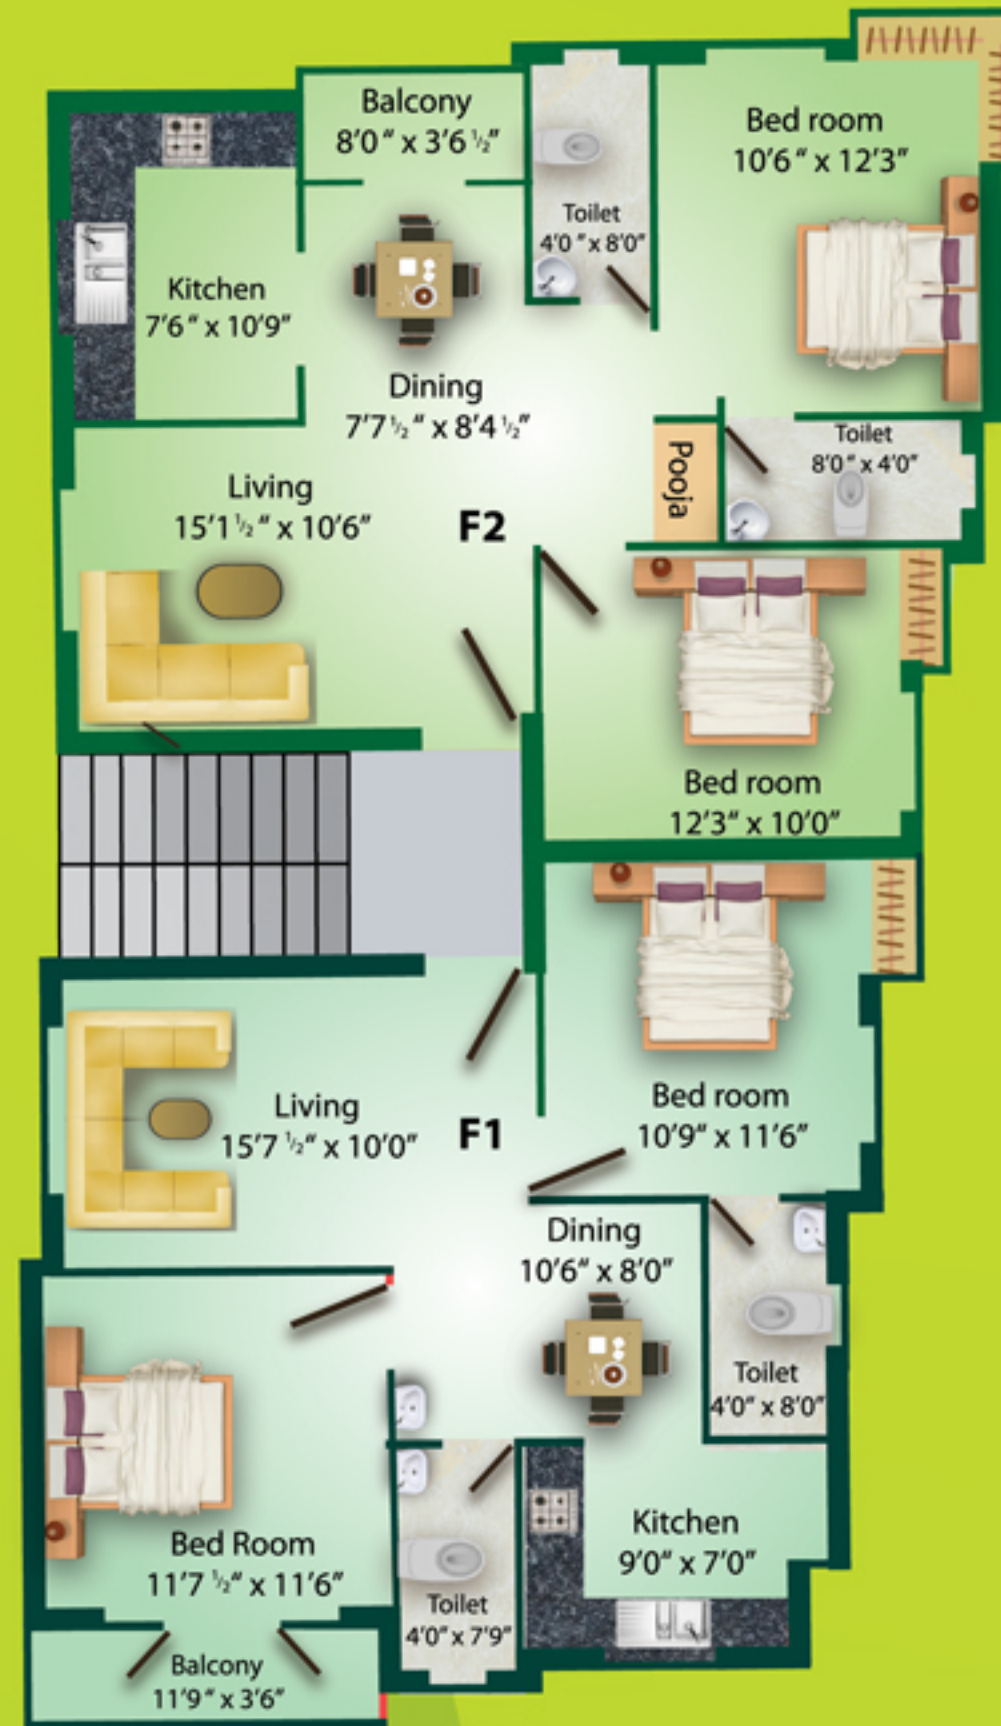 Balcony
8'0" x 3'6 ½"
Bed room
10'6" x 12'3"
Toilet
4'0" x 8'0"
Kitchen
7'6" x 10'9"
Dining
7'7 ½" x 8'4 ½"
Toilet
8'0" x 4'0"
Pooja
Living
15'1 ½" x 10'6"
F2
Bed room
12'3" x 10'0"
Living
15'7 ½" x 10'0"
F1
Bed room
10'9" x 11'6"
Dining
10'6" x 8'0"
Toilet
4'0" x 8'0"
Kitchen
9'0" x 7'0"
Bed Room
11'7 ½" x 11'6"
Toilet
4'0" x 7'9"
Balcony
11'9" x 3'6"